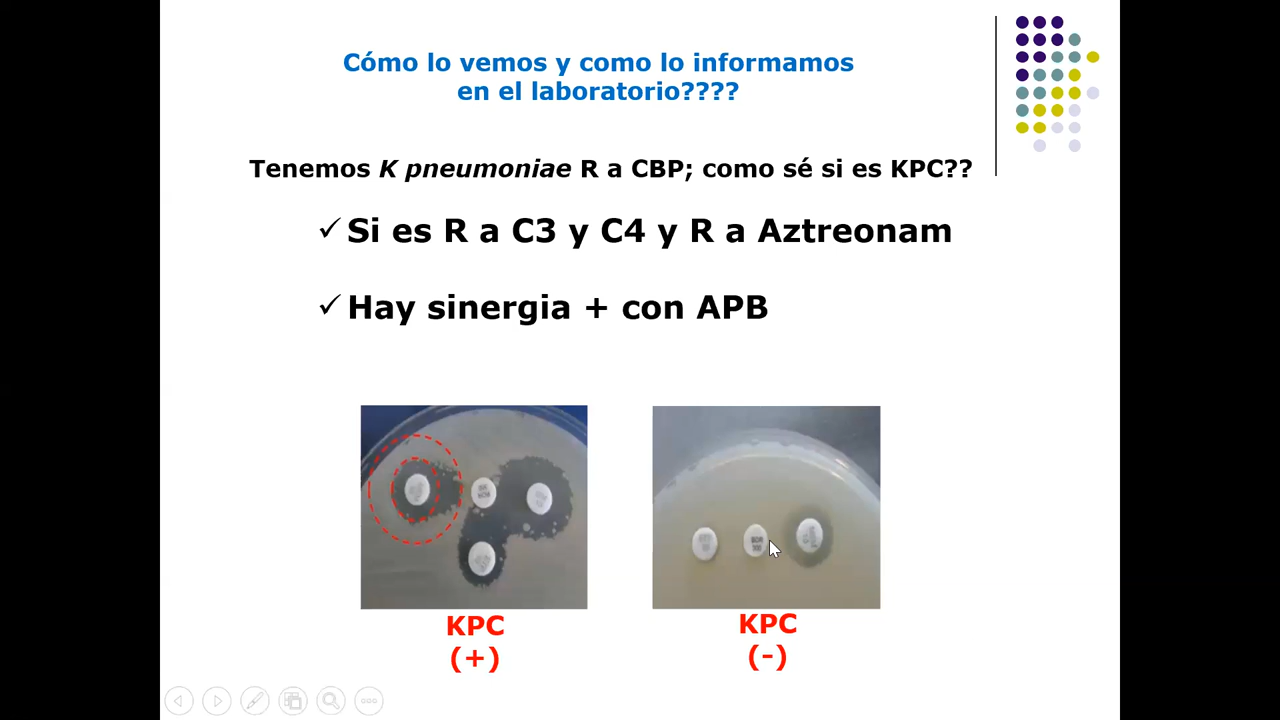 Cómo lo vemos y como lo informamos
en el laboratorio????
Tenemos K pneumoniae R a CBP; como sé si es KPC??
✓ Si es R a C3 y C4 y R a Aztreonam
✓ Hay sinergia + con APB
KPC
(+)
KPC
(-)